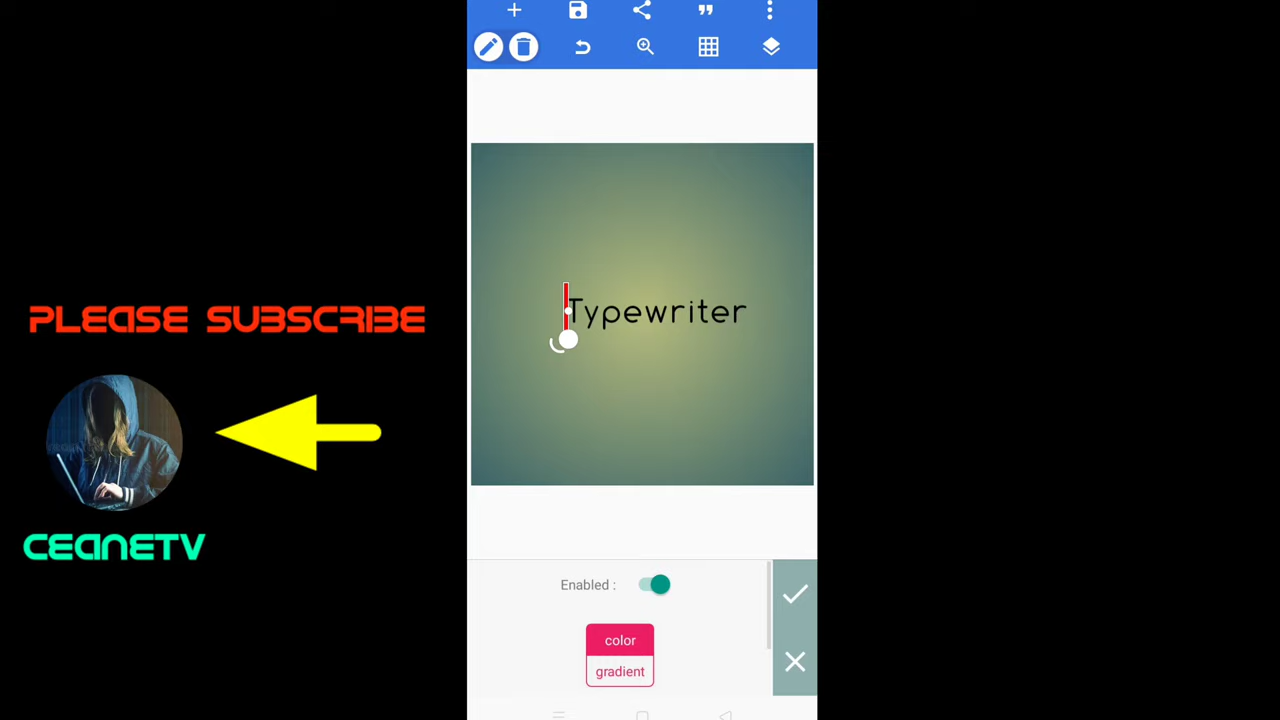 Typewriter
PLEASE SUBSCRIBE
CEANETV
Enabled :
color
gradient